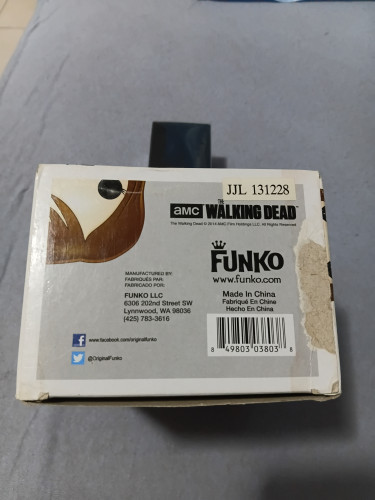 JJL 131228
amc THE WALKING DEAD
The Walking Dead © 2014 AMC Film Holdings LLC. All Rights Reserved.
FUNKO
www.funko.com
MANUFACTURED BY:
FABRIQUÉS PAR:
FABRICADO POR:
FUNKO LLC
6306 202nd Street SW
Lynnwood, WA 98036
(425) 783-3616
Made In China
Fabriqué En Chine
Hecho En China
8 49803 03803 8
f www.facebook.com/originalfunko
@OriginalFunko